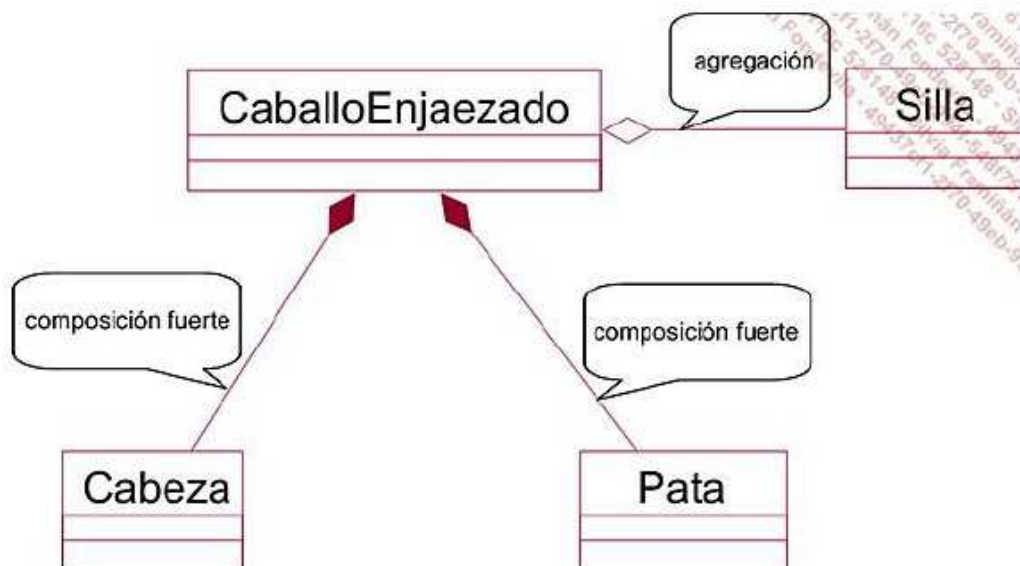 agregación
CaballoEnjaezado
Silla
composición fuerte
composición fuerte
Cabeza
Pata